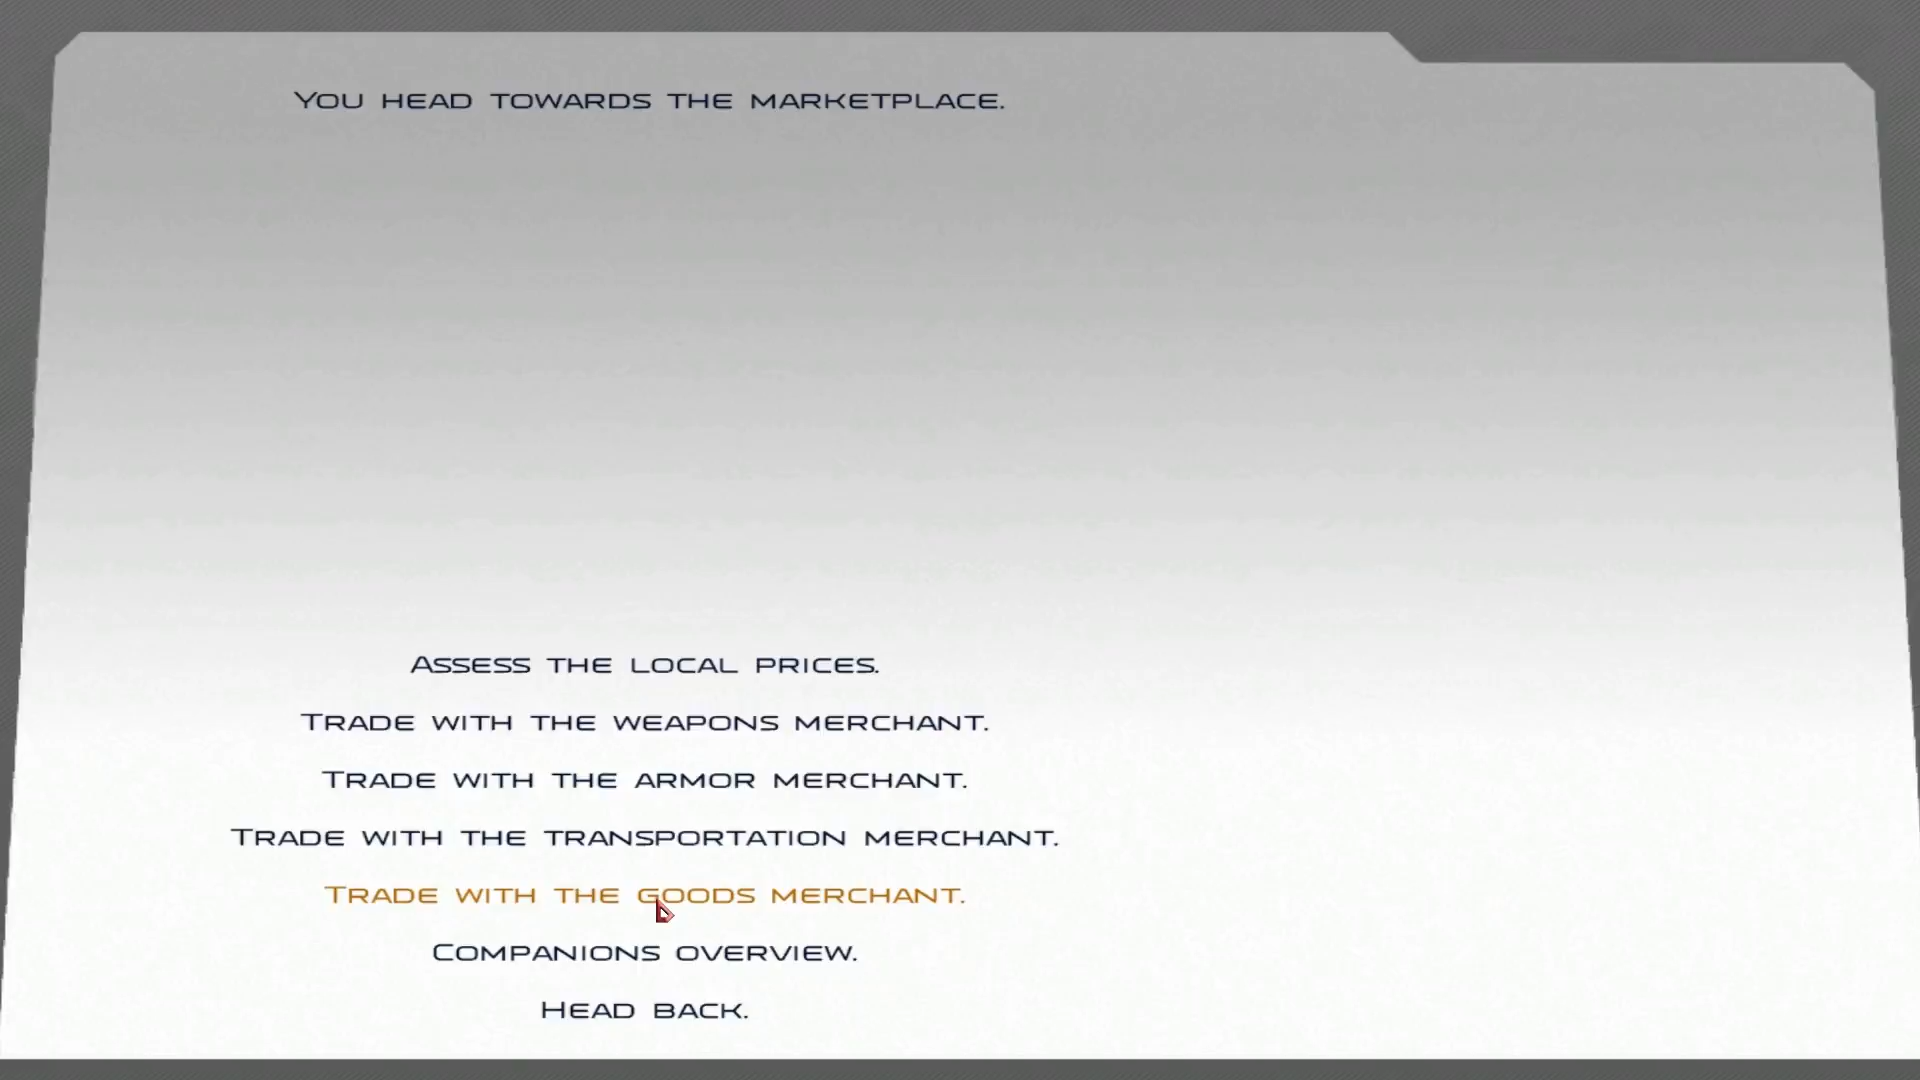 You head towards the marketplace.
Assess the local prices.
Trade with the weapons merchant.
Trade with the armor merchant.
Trade with the transportation merchant.
Trade with the goods merchant.
Companions overview.
Head back.